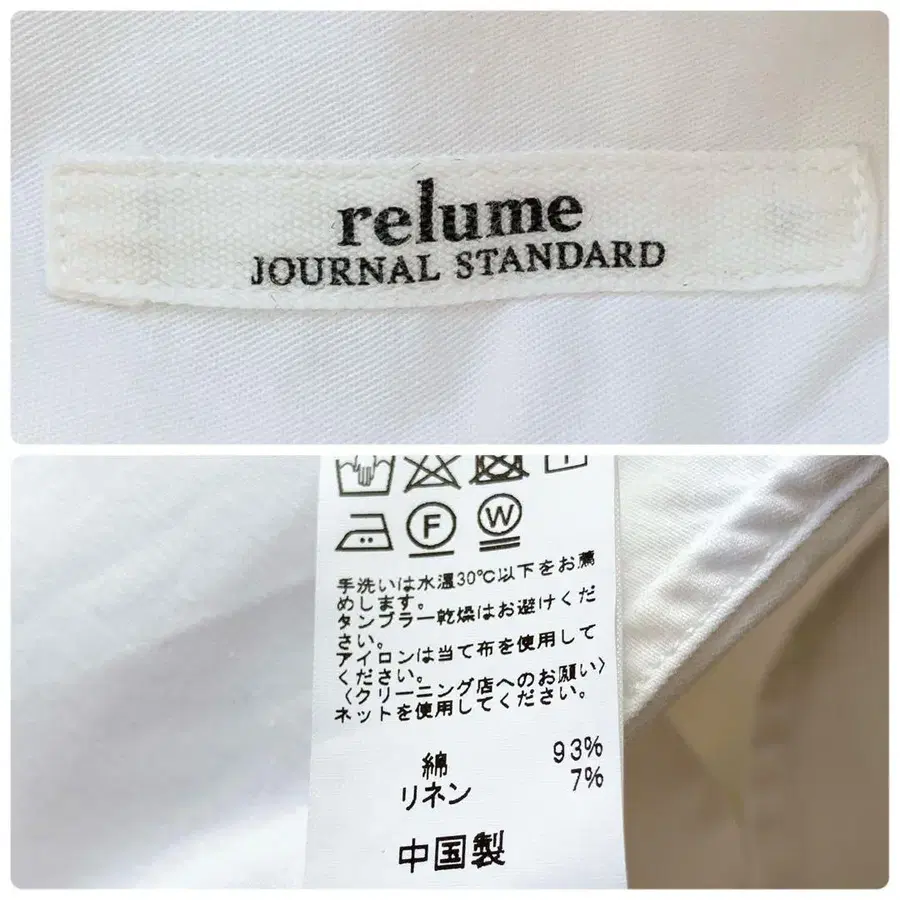 relume
JOURNAL STANDARD
F
W
手洗いは水温30℃以下をお薦
めします。
タンブラー乾燥はお避けくだ
さい。
アイロンは当て布を使用して
ください。
〈クリーニング店へのお願い〉
ネットを使用してください。
綿 93%
リネン 7%
中国製